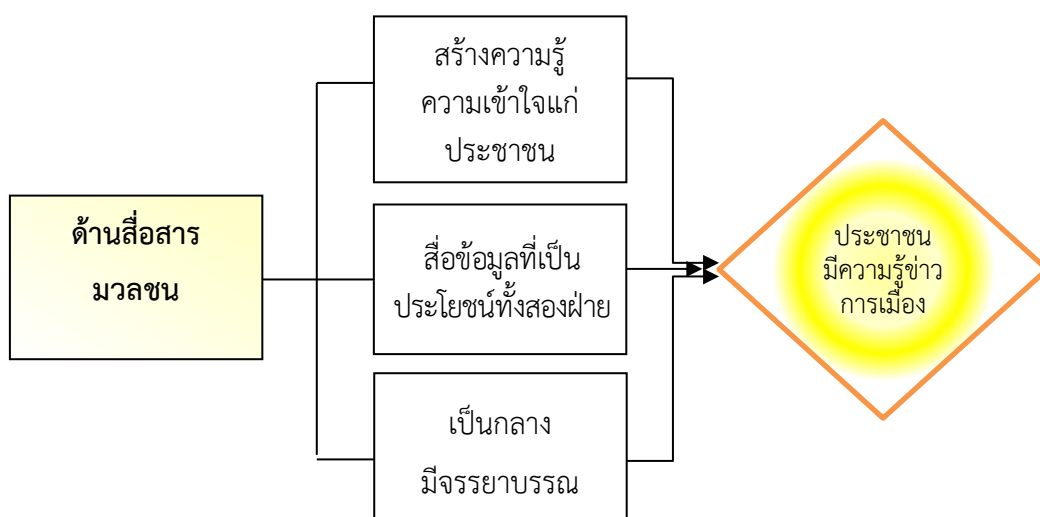 สร้างความรู้
ความเข้าใจแก่
ประชาชน
ด้านสื่อสาร
มวลชน
สื่อข้อมูลที่เป็น
ประโยชน์ทั้งสองฝ่าย
ประชาชน
มีความรู้ข่าว
การเมือง
เป็นกลาง
มีจรรยาบรรณ